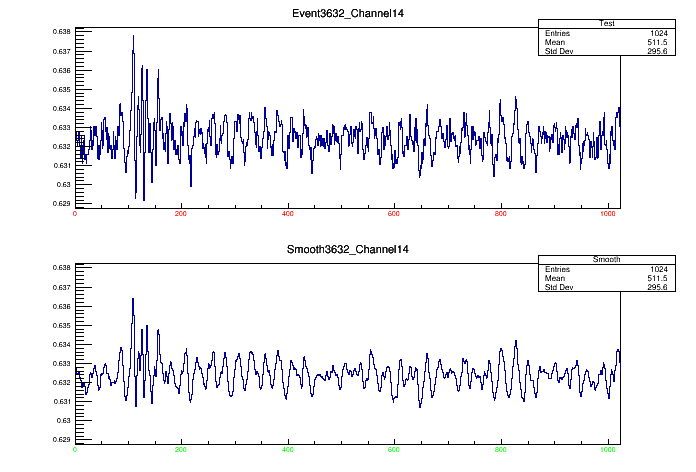 Event3632_Channel14
Test
Entries 1024
Mean 511.5
Std Dev 295.6
0.638
0.637
0.636
0.635
0.634
0.633
0.632
0.631
0.63
0.629
0 200 400 600 800 1000
Smooth3632_Channel14
Smooth
Entries 1024
Mean 511.5
Std Dev 295.6
0.638
0.637
0.636
0.635
0.634
0.633
0.632
0.631
0.63
0.629
0 200 400 600 800 1000